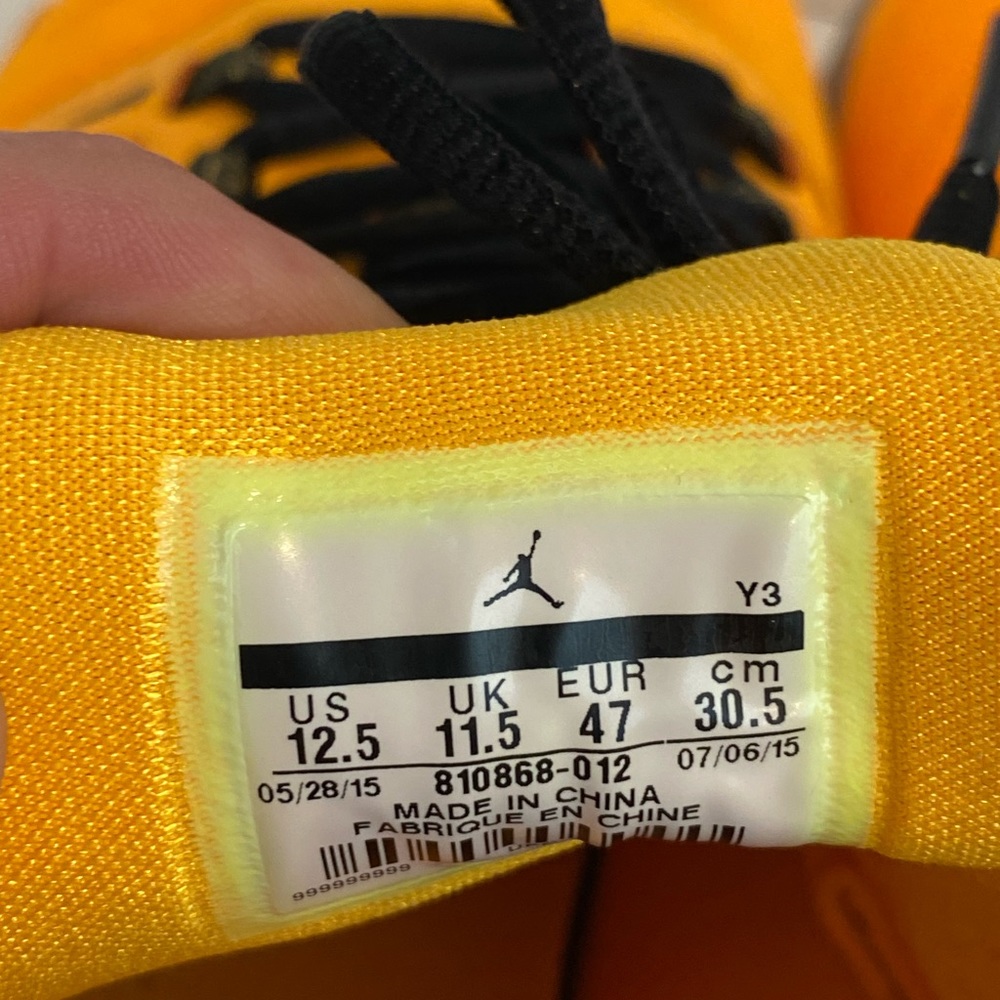 Y3
US UK EUR cm
12.5 11.5 47 30.5
05/28/15 810868-012 07/06/15
MADE IN CHINA
FABRIQUE EN CHINE
999999999